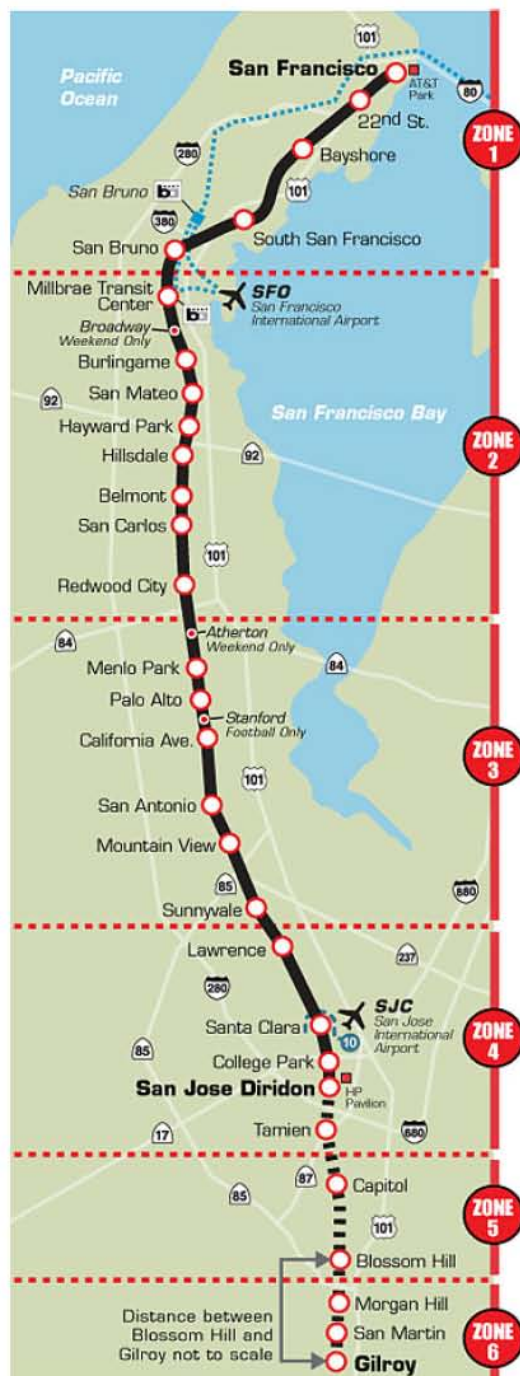 101
Pacific
Ocean
San Francisco
AT&T
Park
80
22nd St.
ZONE
1
Bayshore
280
San Bruno
ba
101
380
South San Francisco
San Bruno
Millbrae Transit
Center
ba
SFO
San Francisco
International Airport
Broadway
Weekend Only
Burlingame
San Mateo
92
San Francisco Bay
Hayward Park
ZONE
2
Hillsdale
92
Belmont
San Carlos
101
Redwood City
84
Atherton
Weekend Only
Menlo Park
84
Palo Alto
Stanford
Football Only
California Ave.
ZONE
3
101
San Antonio
Mountain View
85
880
Sunnyvale
Lawrence
237
280
SJC
San Jose
International
Airport
Santa Clara
10
ZONE
4
85
College Park
San Jose Diridon
HP
Pavilion
17
Tamien
680
87
Capitol
85
ZONE
5
101
Blossom Hill
Distance between
Blossom Hill and
Gilroy not to scale
Morgan Hill
San Martin
ZONE
6
Gilroy